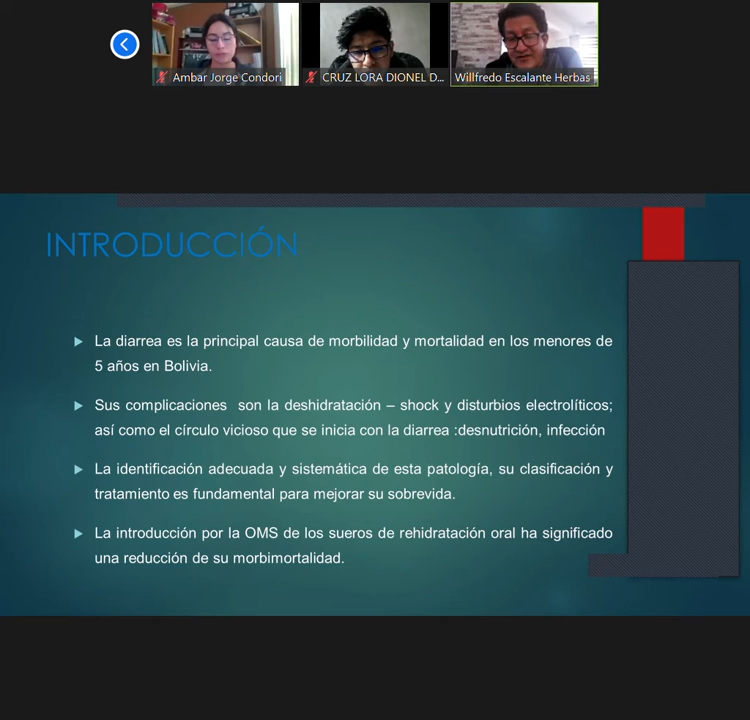 Ambar Jorge Condori
CRUZ LORA DIONEL D...
Willfredo Escalante Herbas
INTRODUCCIÓN
La diarrea es la principal causa de morbilidad y mortalidad en los menores de
5 años en Bolivia.
Sus complicaciones son la deshidratación – shock y disturbios electrolíticos;
así como el círculo vicioso que se inicia con la diarrea :desnutrición, infección
La identificación adecuada y sistemática de esta patología, su clasificación y
tratamiento es fundamental para mejorar su sobrevida.
La introducción por la OMS de los sueros de rehidratación oral ha significado
una reducción de su morbimortalidad.